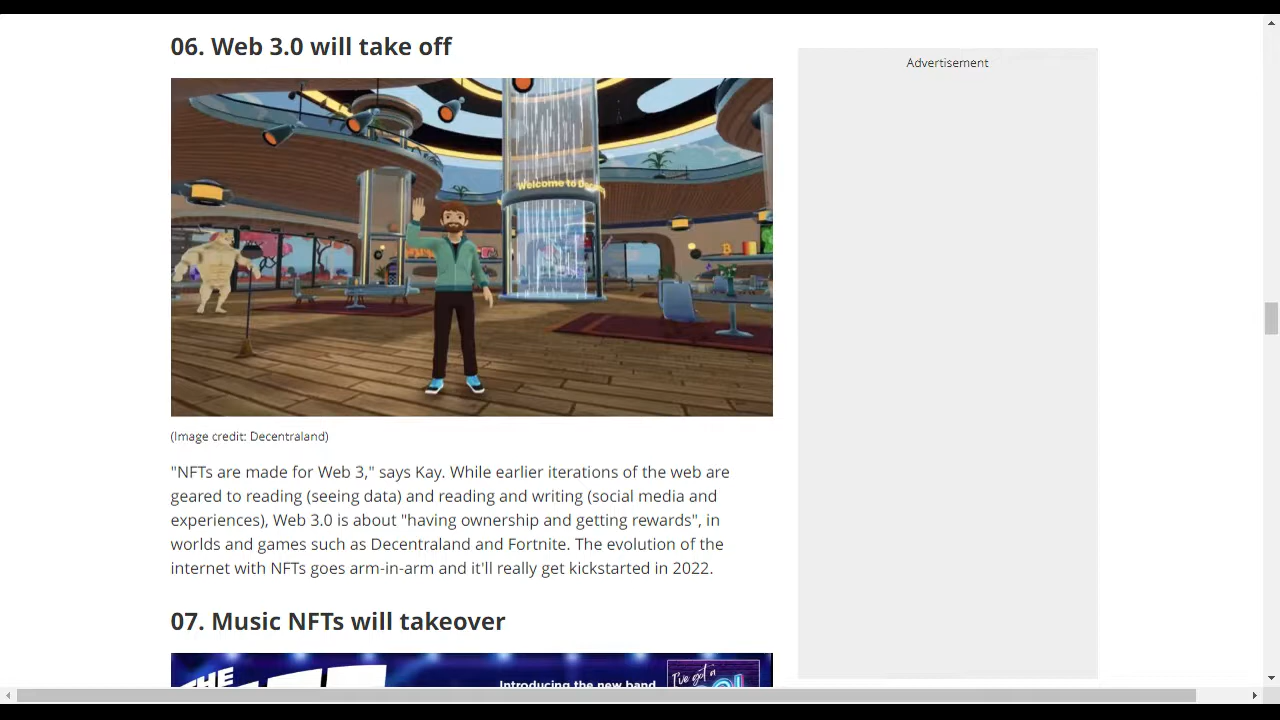 06. Web 3.0 will take off
Advertisement
Welcome to
(Image credit: Decentraland)
"NFTs are made for Web 3," says Kay. While earlier iterations of the web are
geared to reading (seeing data) and reading and writing (social media and
experiences), Web 3.0 is about "having ownership and getting rewards", in
worlds and games such as Decentraland and Fortnite. The evolution of the
internet with NFTs goes arm-in-arm and it'll really get kickstarted in 2022.
07. Music NFTs will takeover
THE
Introducing the new band
I've got a